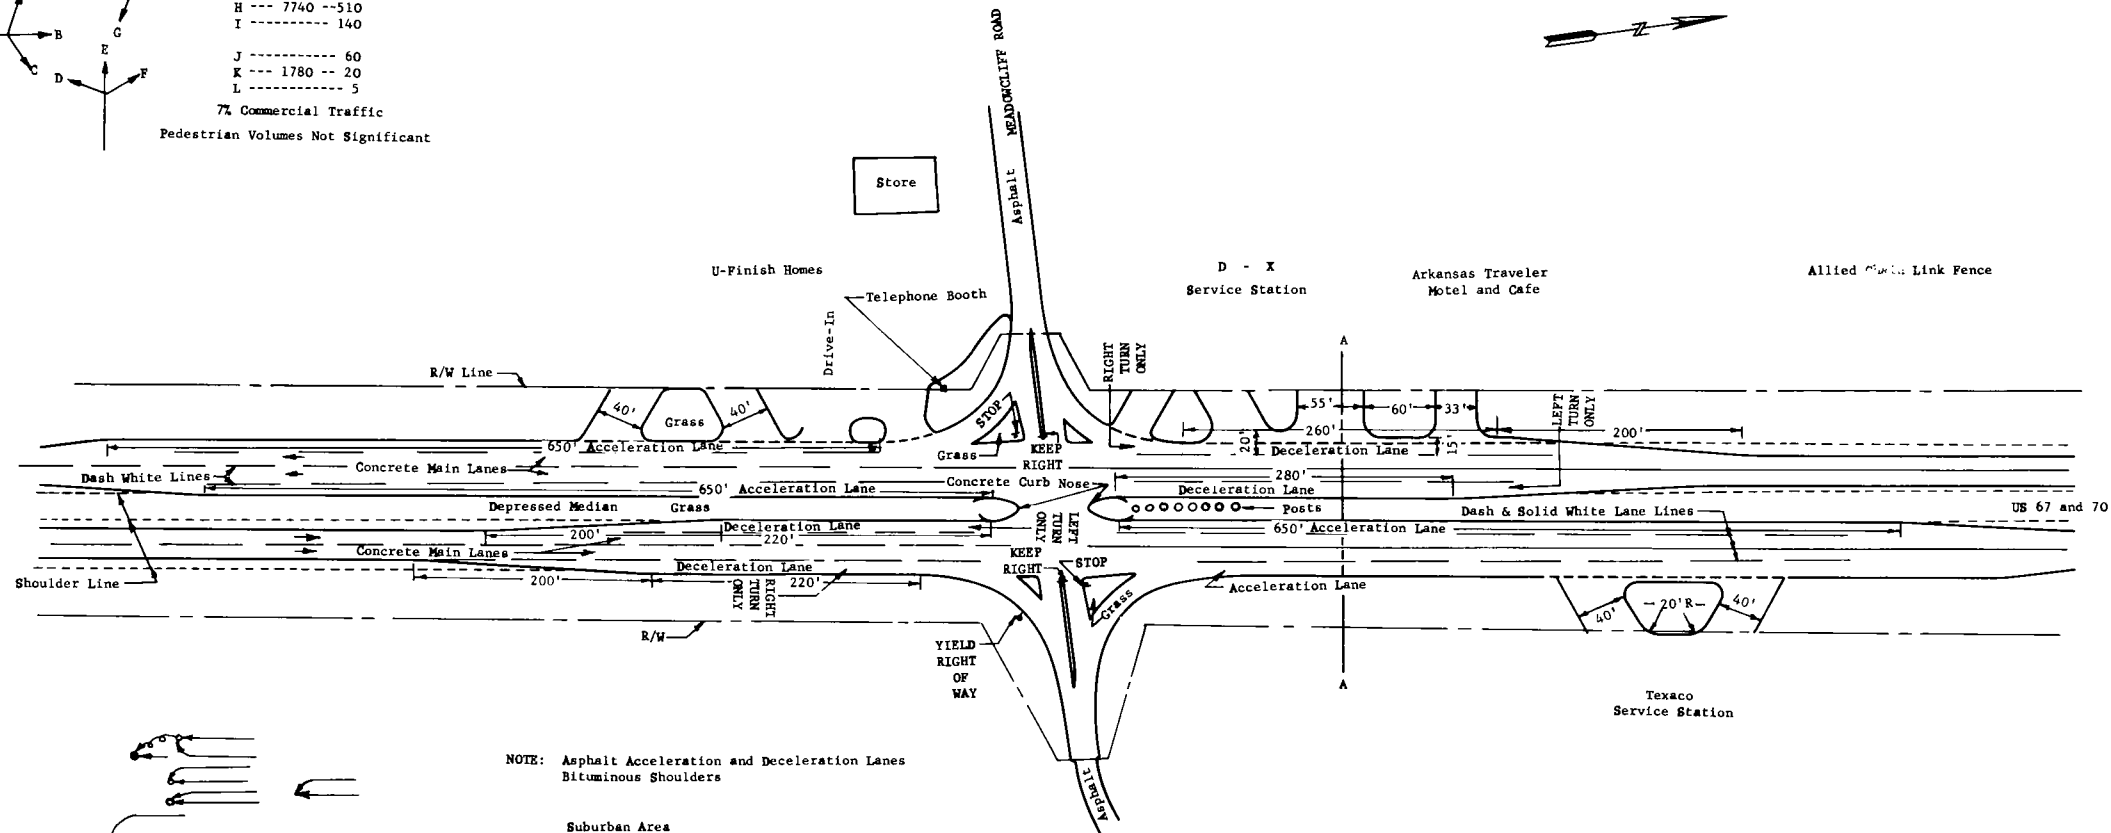 H --- 7740 --510
I ---------- 140
J --------- 60
K --- 1780 -- 20
L ------------ 5
7% Commercial Traffic
Pedestrian Volumes Not Significant
B
G
E
C
D
F
MEADOWCLIFF ROAD
Asphalt
Z
Store
U-Finish Homes
Telephone Booth
Drive-In
D - X
Service Station
Arkansas Traveler
Motel and Cafe
Allied Link Fence
A
R/W Line
RIGHT
TURN
ONLY
40'
Grass
40'
STOP
55'
60'
33'
LEFT
TURN
ONLY
260'
200'
20'
15'
650' Acceleration Lane
Grass
KEEP
RIGHT
Deceleration Lane
Concrete Main Lanes
Dash White Lines
280'
650' Acceleration Lane
Concrete Curb Nose
Deceleration Lane
Depressed Median
Grass
Posts
Dash & Solid White Lane Lines
US 67 and 70
Deceleration Lane
200'
220'
LEFT
TURN
ONLY
650' Acceleration Lane
Concrete Main Lanes
KEEP
RIGHT
STOP
Deceleration Lane
Shoulder Line
200'
RIGHT
TURN
ONLY
220'
Acceleration Lane
Grass
40'
20'R
40'
R/W
YIELD
RIGHT
OF
WAY
A
Texaco
Service Station
NOTE: Asphalt Acceleration and Deceleration Lanes
Bituminous Shoulders
Asphalt
Suburban Area